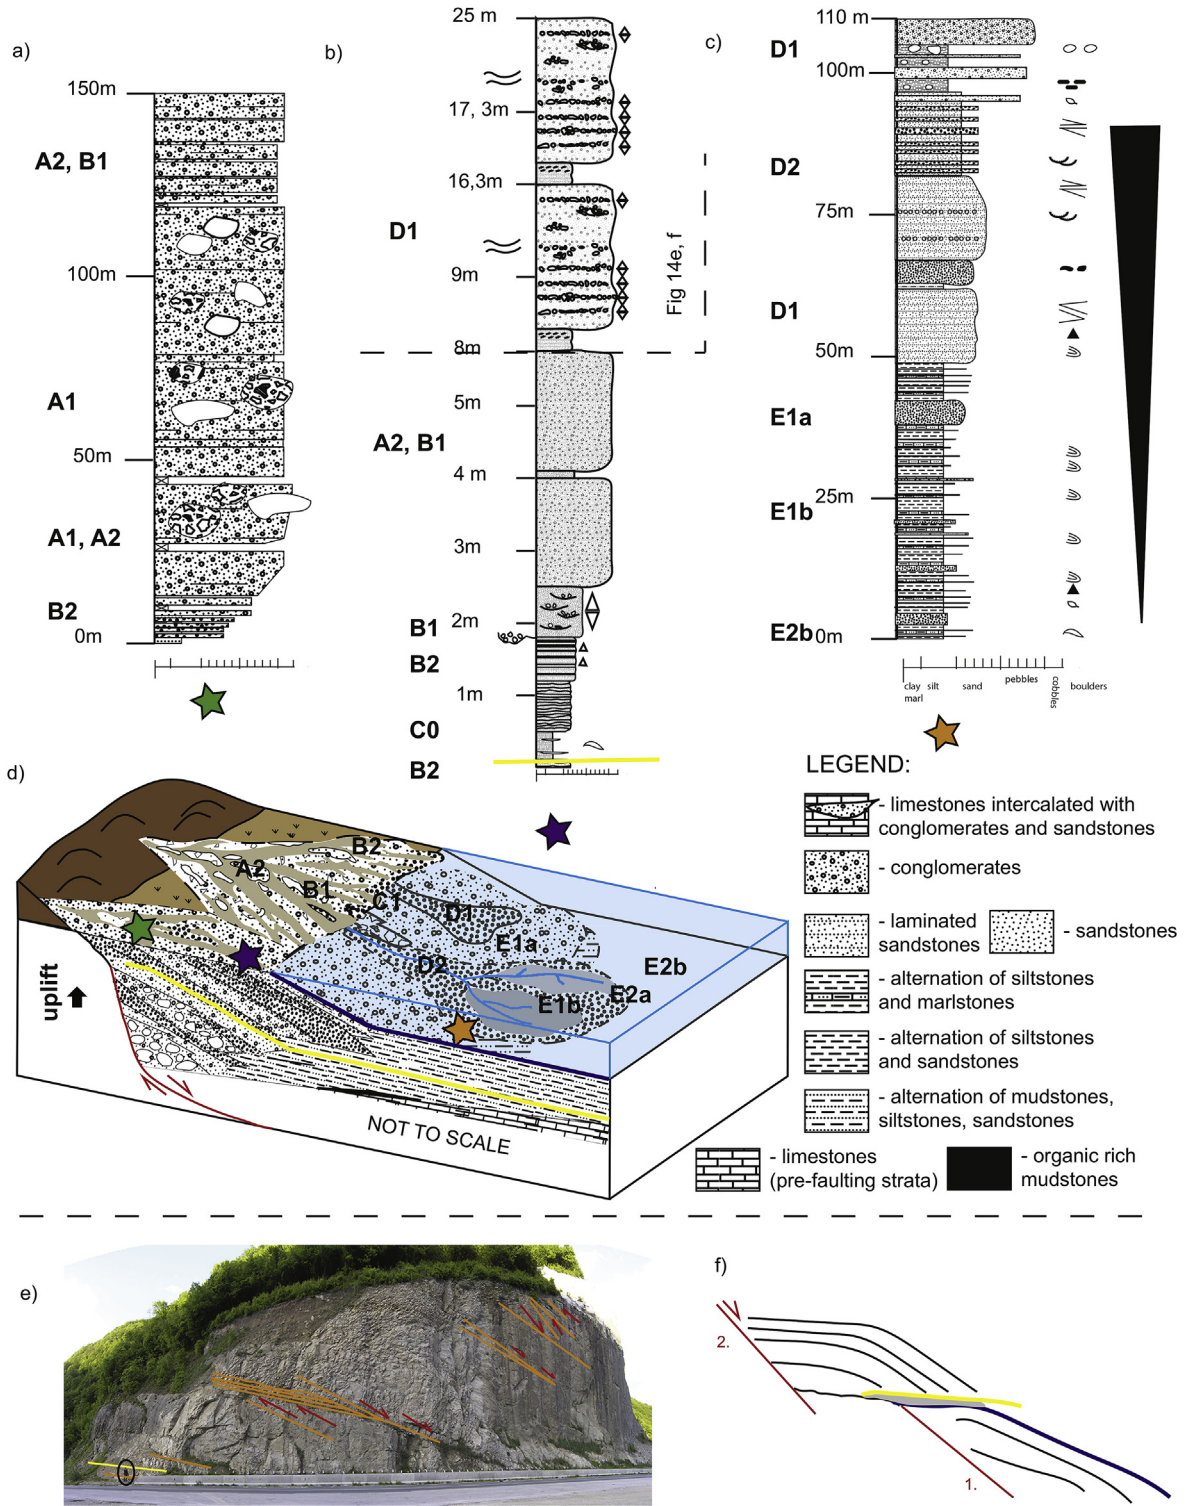 a)
150m
A2, B1
100m
A1
50m
A1, A2
B2
0m
b)
25 m
17, 3m
16,3m
D1
9m
8m
Fig 14e, f
5m
A2, B1
4 m
3m
2m
B1
B2
1m
C0
B2
c)
110 m
D1
100m
D2
75m
D1
50m
E1a
25m
E1b
E2b
0m
clay
marl
silt
sand
pebbles
cobbles
boulders
d)
B2
A2
B1
C1
D1
E1a
D2
E2b
E2a
E1b
uplift
NOT TO SCALE
LEGEND:
- limestones intercalated with
conglomerates and sandstones
- conglomerates
- laminated
sandstones
- sandstones
- alternation of siltstones
and marlstones
- alternation of siltstones
and sandstones
- alternation of mudstones,
siltstones, sandstones
- limestones
(pre-faulting strata)
- organic rich
mudstones
e)
f)
2.
1.